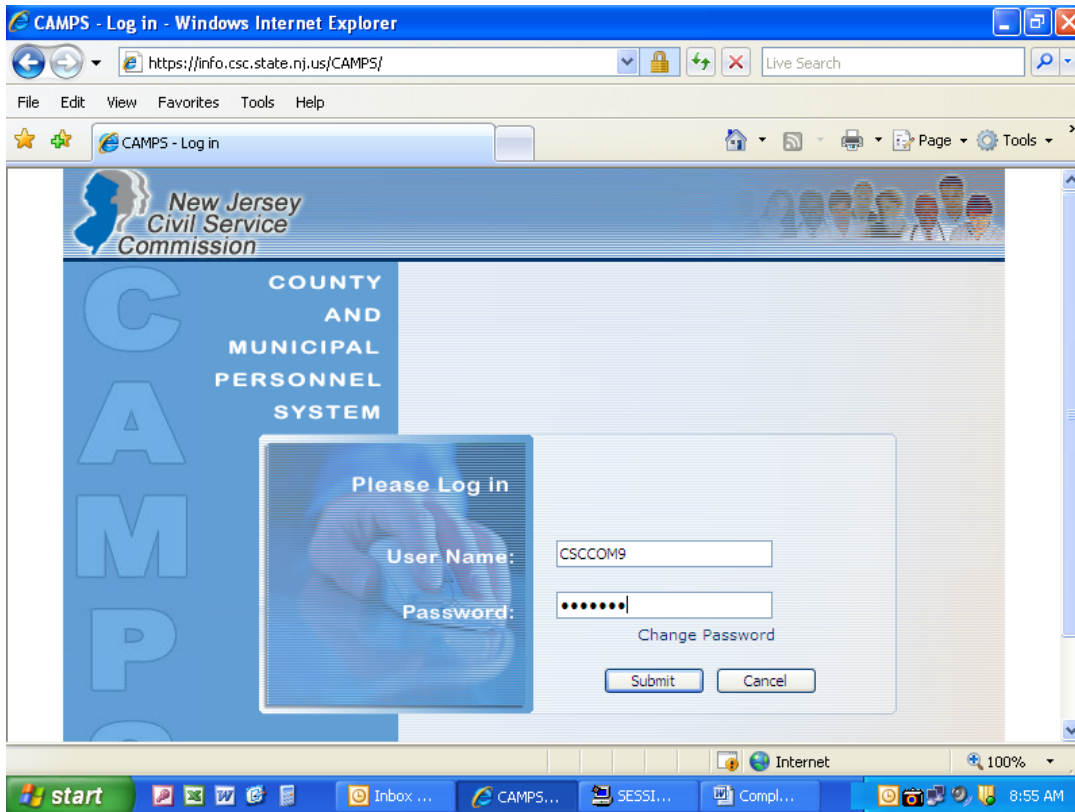 CAMPS - Log in - Windows Internet Explorer
https://info.csc.state.nj.us/CAMPS/
Live Search
File Edit View Favorites Tools Help
CAMPS - Log in
Page Tools
New Jersey
Civil Service
Commission
COUNTY
AND
MUNICIPAL
PERSONNEL
SYSTEM
CAMP
Please Log in
User Name: CSCCOM9
Password: •••••••
Change Password
Submit Cancel
Internet 100%
start Inbox ... CAMPS... SESSI... Compl... 8:55 AM